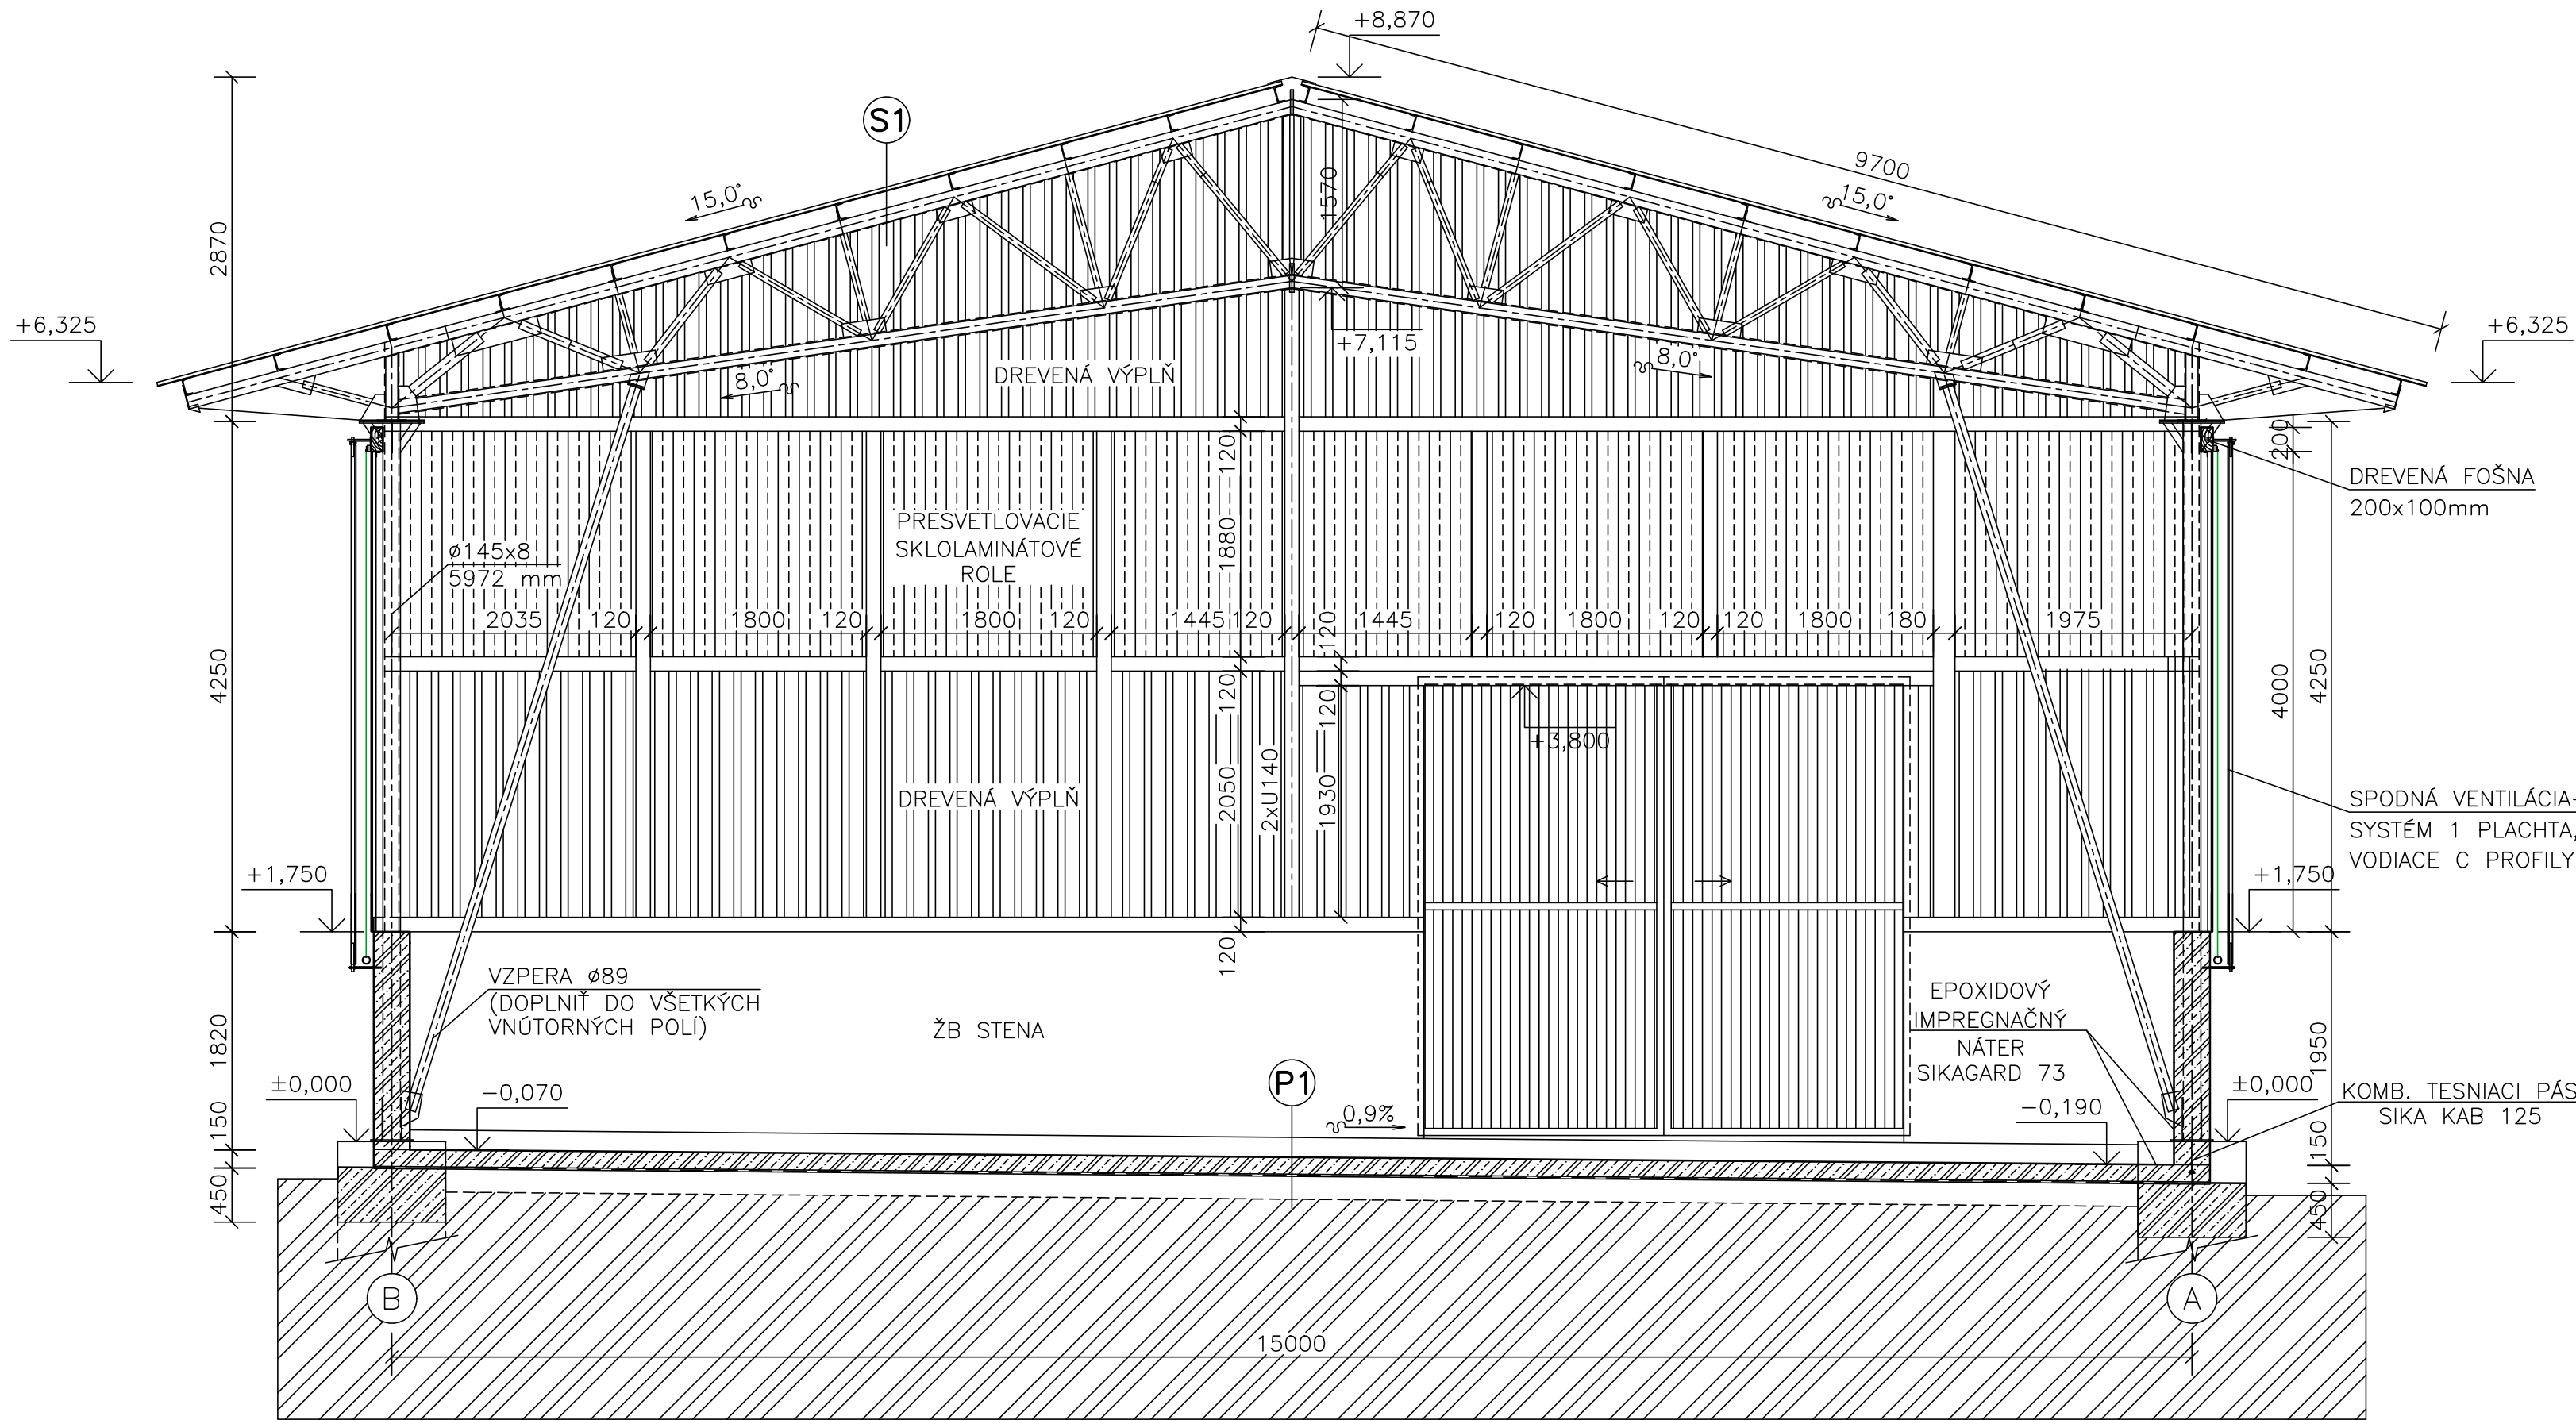 +8,870
S1
9700
15,0°
15,0°
1570
2870
+6,325
+6,325
+7,115
8,0°
8,0°
DREVENÁ VÝPLŇ
120
200
DREVENÁ FOŠNA
200x100mm
PRESVETLOVACIE
SKLOLAMINÁTOVÉ
ROLE
1880
ø145x8
5972 mm
2035 120 1800 120 1800 120 1445 120 1445 120 1800 120 120 1800 180 1975
120
4250
4000
4250
120
120
+3,800
2050
2xU140
1930
DREVENÁ VÝPLŇ
SPODNÁ VENTILÁCIA-
SYSTÉM 1 PLACHTA,
VODIACE C PROFILY
+1,750
+1,750
120
VZPERA ø89
(DOPLNIŤ DO VŠETKÝCH
VNÚTORNÝCH POLÍ)
ŽB STENA
EPOXIDOVÝ
IMPREGNAČNÝ
NÁTER
SIKAGARD 73
1820
1950
±0,000
-0,070
P1
0,9%
-0,190
±0,000
KOMB. TESNIACI PÁS
SIKA KAB 125
150
150
450
450
B
A
15000